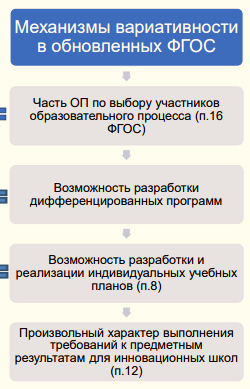 Механизмы вариативности
в обновленных ФГОС
Часть ОП по выбору участников
образовательного процесса (п.16
ФГОС)
Возможность разработки
дифференцированных программ
Возможность разработки и
реализации индивидуальных учебных
планов (п.8)
Произвольный характер выполнения
требований к предметным
результатам для инновационных школ
(п.12)